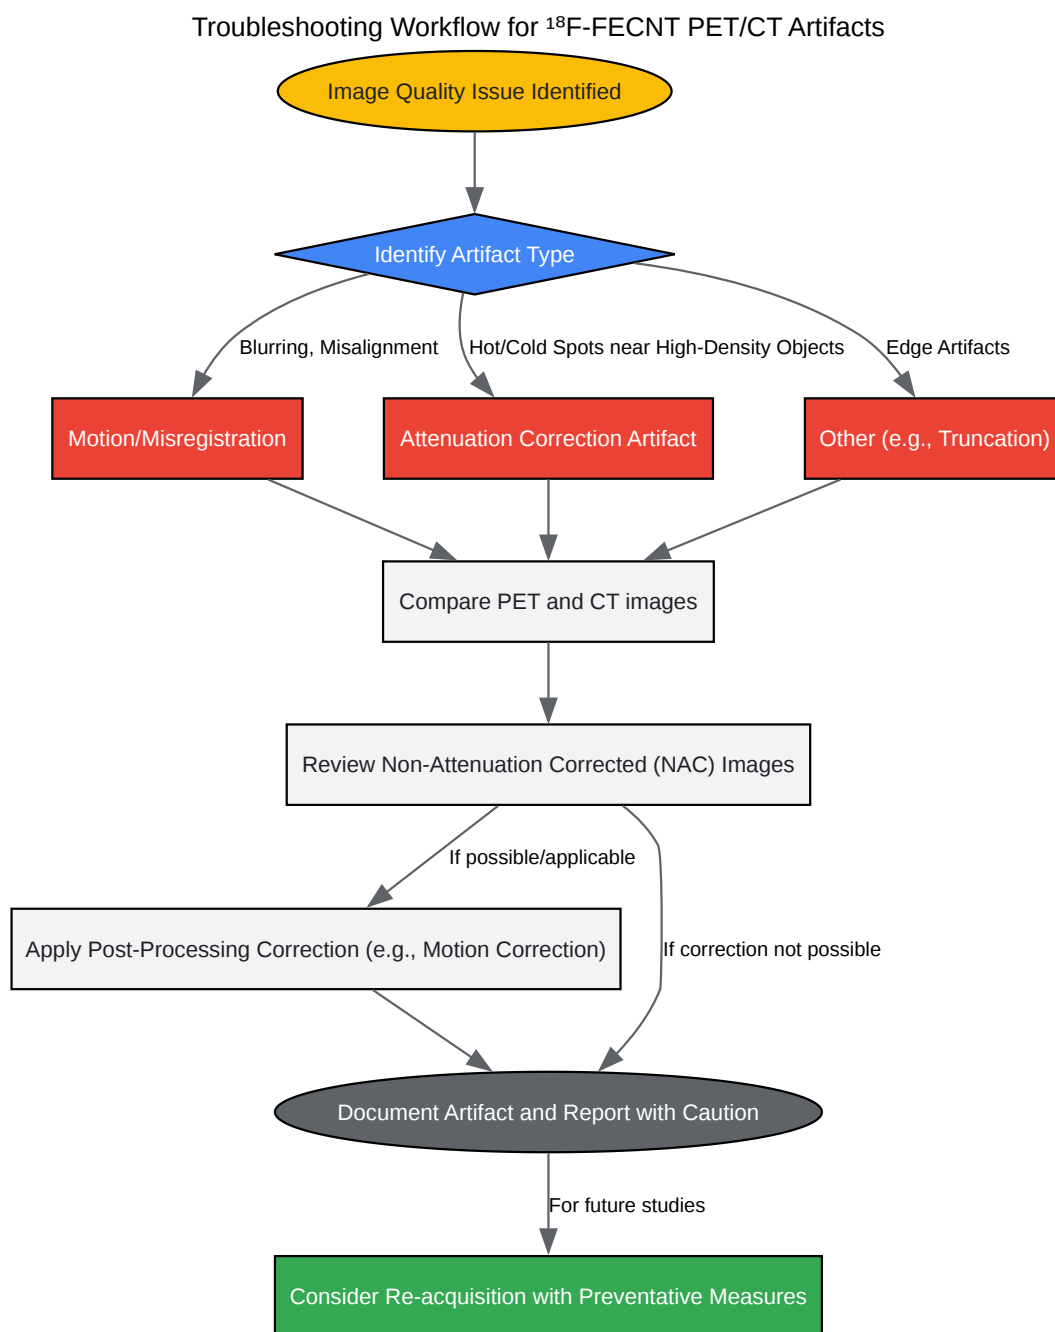 Troubleshooting Workflow for ¹⁸F-FECNT PET/CT Artifacts
Image Quality Issue Identified
Identify Artifact Type
Blurring, Misalignment
Hot/Cold Spots near High-Density Objects
Edge Artifacts
Motion/Misregistration
Attenuation Correction Artifact
Other (e.g., Truncation)
Compare PET and CT images
Review Non-Attenuation Corrected (NAC) Images
If possible/applicable
Apply Post-Processing Correction (e.g., Motion Correction)
If correction not possible
Document Artifact and Report with Caution
For future studies
Consider Re-acquisition with Preventative Measures